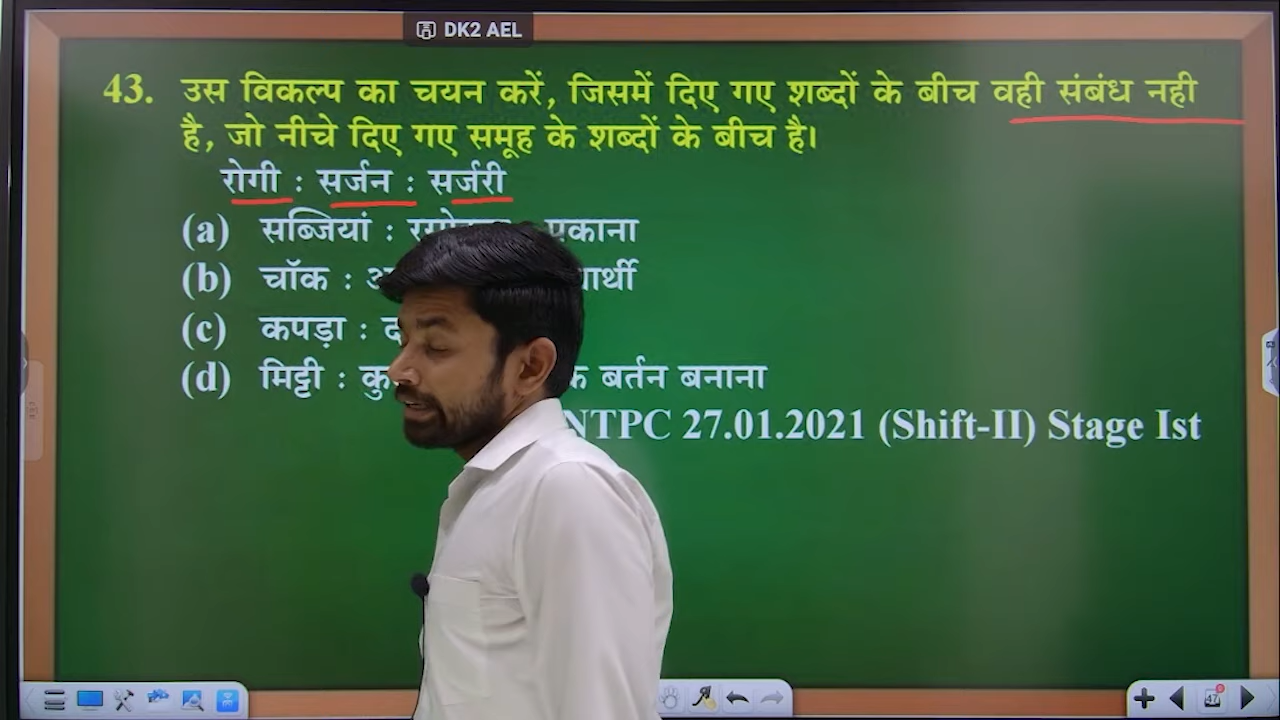 DK2 AEL
43. उस विकल्प का चयन करें, जिसमें दिए गए शब्दों के बीच वही संबंध नही
है, जो नीचे दिए गए समूह के शब्दों के बीच है।
रोगी : सर्जन : सर्जरी
(a) सब्जियां : पकाना
(b) चॉक :
(c) कपड़ा :
(d) मिट्टी : बर्तन बनाना
NTPC 27.01.2021 (Shift-II) Stage Ist
47